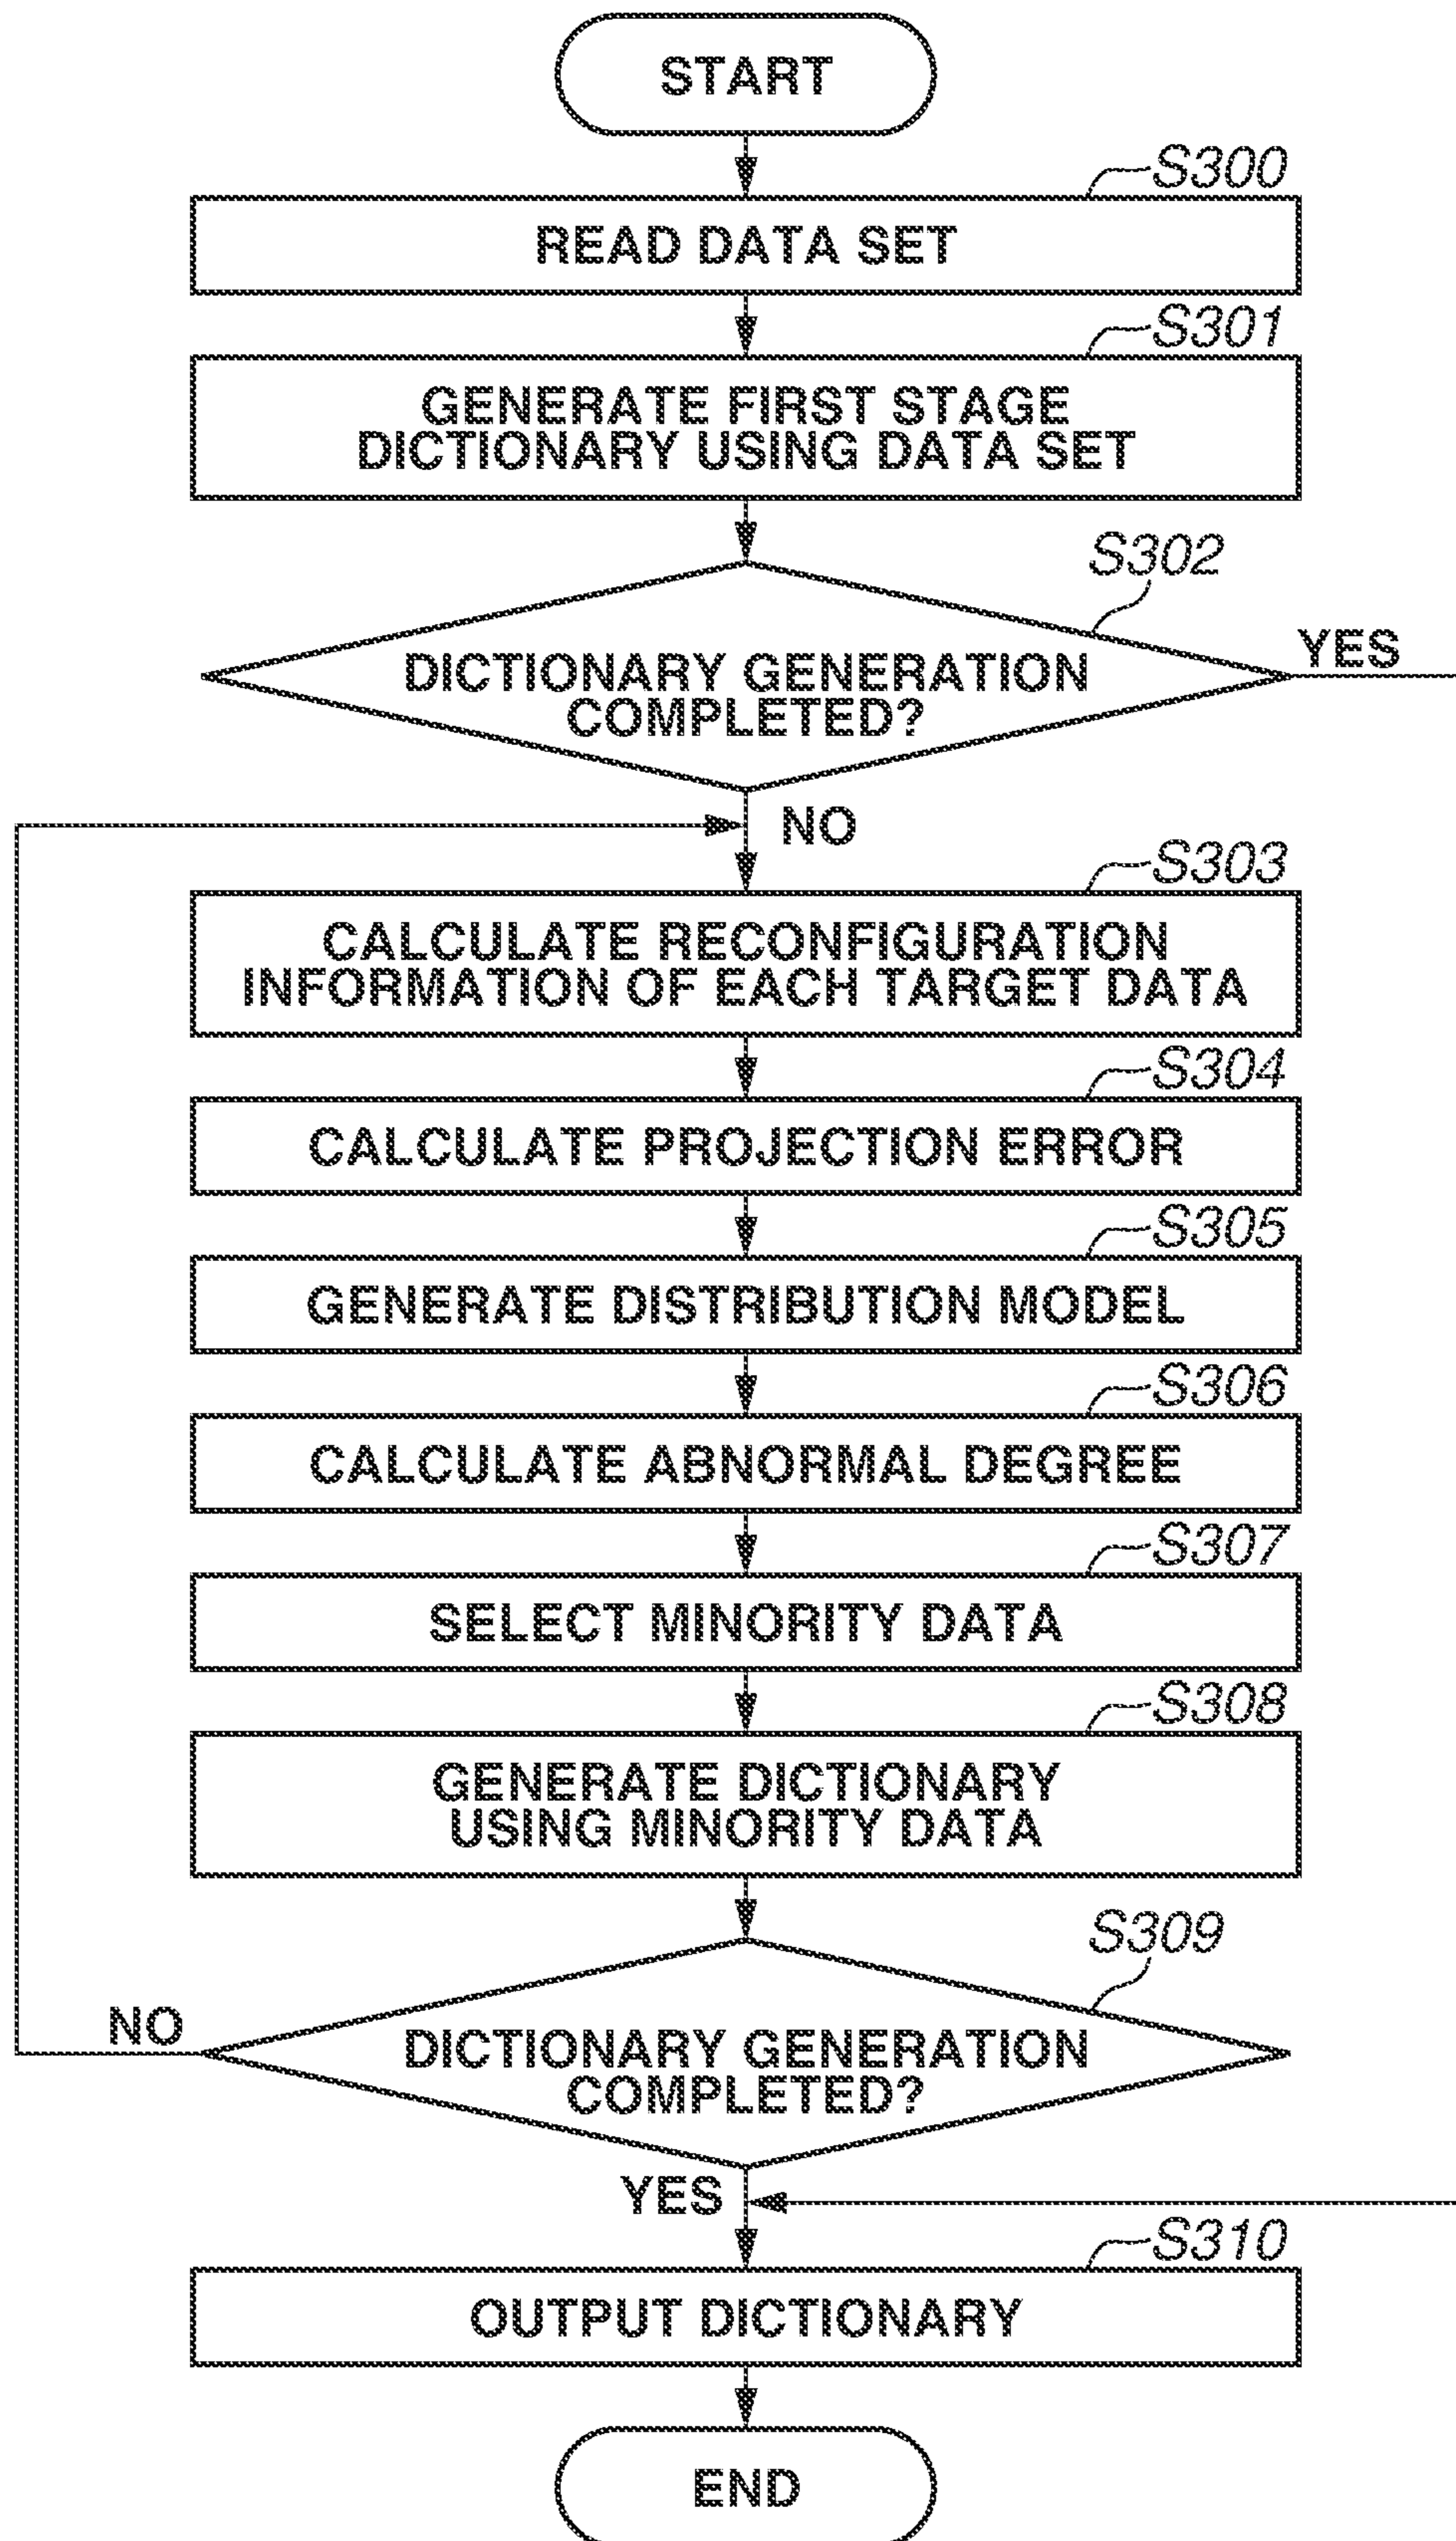 START
S300
READ DATA SET
S301
GENERATE FIRST STAGE
DICTIONARY USING DATA SET
S302
DICTIONARY GENERATION
COMPLETED?
YES
NO
S303
CALCULATE RECONFIGURATION
INFORMATION OF EACH TARGET DATA
S304
CALCULATE PROJECTION ERROR
S305
GENERATE DISTRIBUTION MODEL
S306
CALCULATE ABNORMAL DEGREE
S307
SELECT MINORITY DATA
S308
GENERATE DICTIONARY
USING MINORITY DATA
S309
NO
DICTIONARY GENERATION
COMPLETED?
YES
S310
OUTPUT DICTIONARY
END